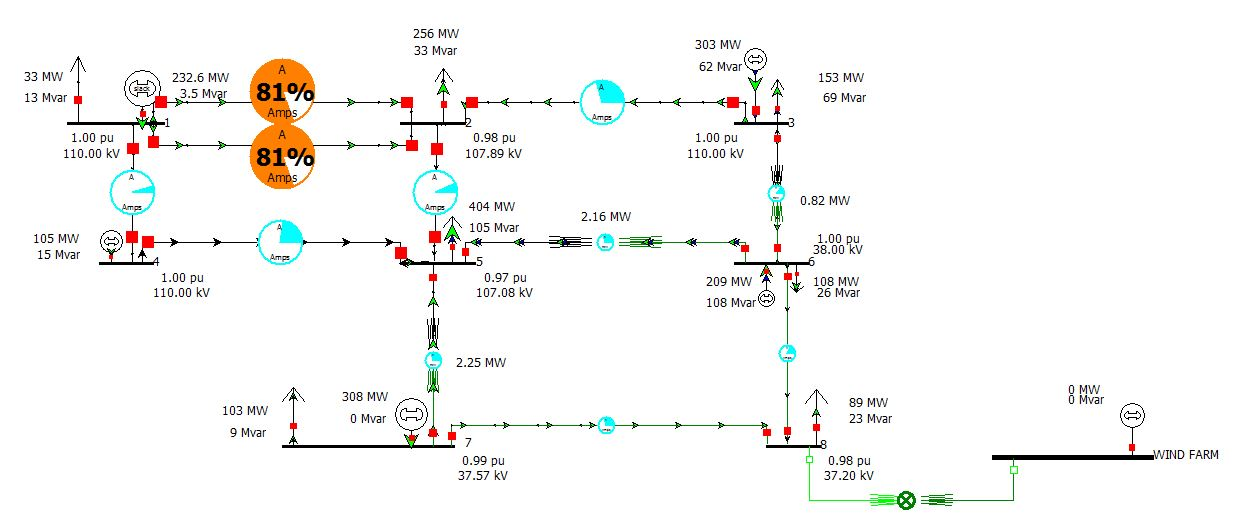 256 MW
33 Mvar
303 MW
62 Mvar
33 MW
13 Mvar
232.6 MW
3.5 Mvar
slack
A
81%
Amps
153 MW
69 Mvar
Amps
1
2
3
1.00 pu
110.00 kV
A
81%
Amps
0.98 pu
107.89 kV
1.00 pu
110.00 kV
A
Amps
A
Amps
404 MW
105 Mvar
0.82 MW
2.16 MW
105 MW
15 Mvar
A
Amps
1.00 pu
38.00 kV
4
5
6
1.00 pu
110.00 kV
0.97 pu
107.08 kV
209 MW
108 Mvar
108 MW
26 Mvar
2.25 MW
103 MW
9 Mvar
308 MW
0 Mvar
89 MW
23 Mvar
0 MW
0 Mvar
7
8
WIND FARM
0.99 pu
37.57 kV
0.98 pu
37.20 kV